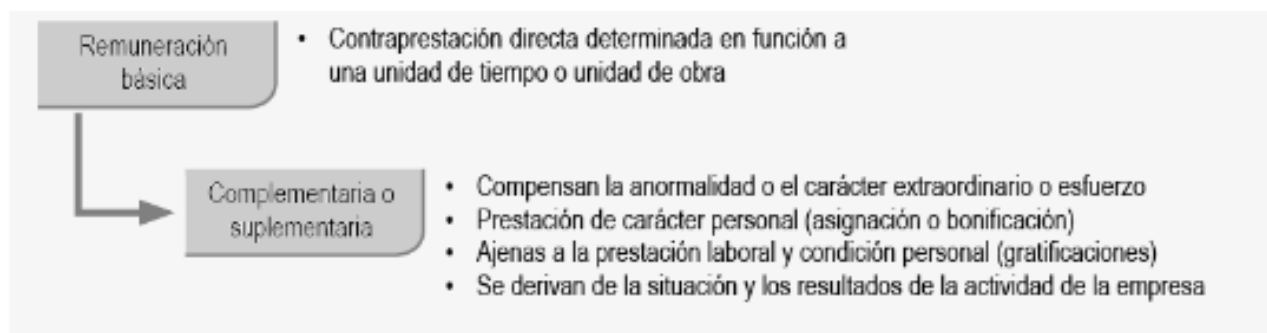 Remuneración
básica
• Contraprestación directa determinada en función a
una unidad de tiempo o unidad de obra
Complementaria o
suplementaria
• Compensan la anormalidad o el carácter extraordinario o esfuerzo
• Prestación de carácter personal (asignación o bonificación)
• Ajenas a la prestación laboral y condición personal (gratificaciones)
• Se derivan de la situación y los resultados de la actividad de la empresa